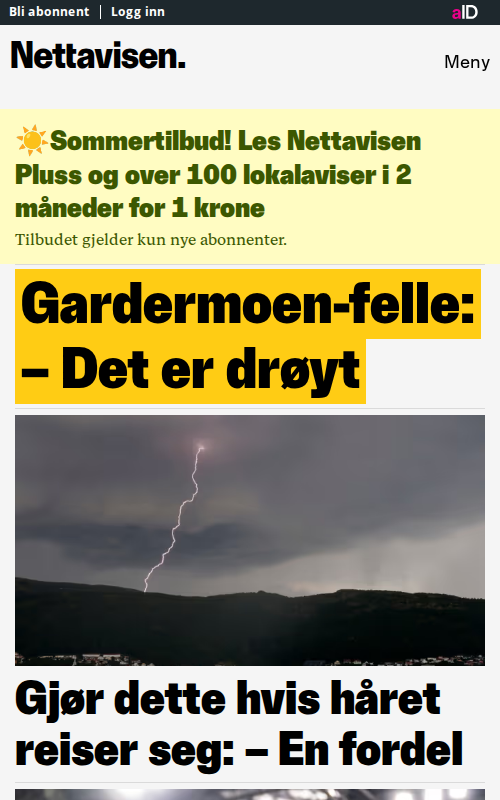 Bli abonnent
Logg inn
aID
Nettavisen.
Meny
☀️Sommertilbud! Les Nettavisen
Pluss og over 100 lokalaviser i 2
måneder for 1 krone
Tilbudet gjelder kun nye abonnenter.
Gardermoen-felle:
– Det er drøyt
Gjør dette hvis håret
reiser seg: – En fordel